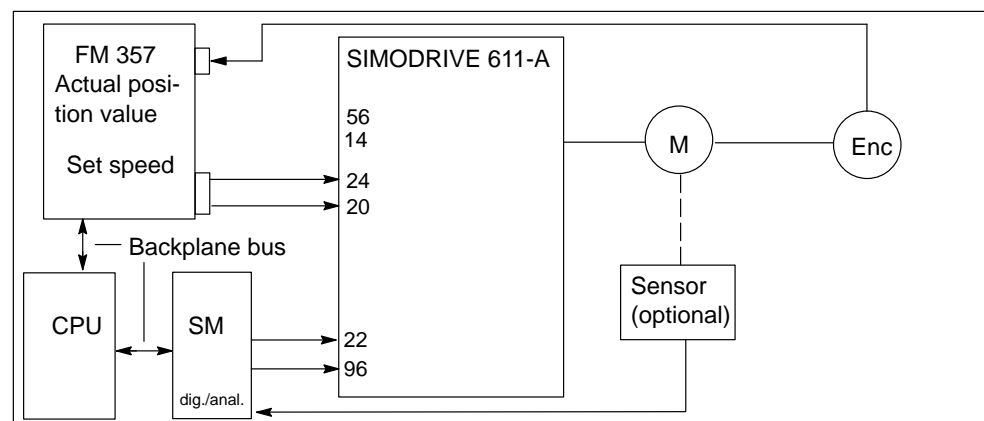 FM 357
Actual posi-
tion value
Set speed
SIMODRIVE 611-A
56
14
24
20
22
96
M
Enc
Backplane bus
CPU
SM
dig./anal.
Sensor
(optional)